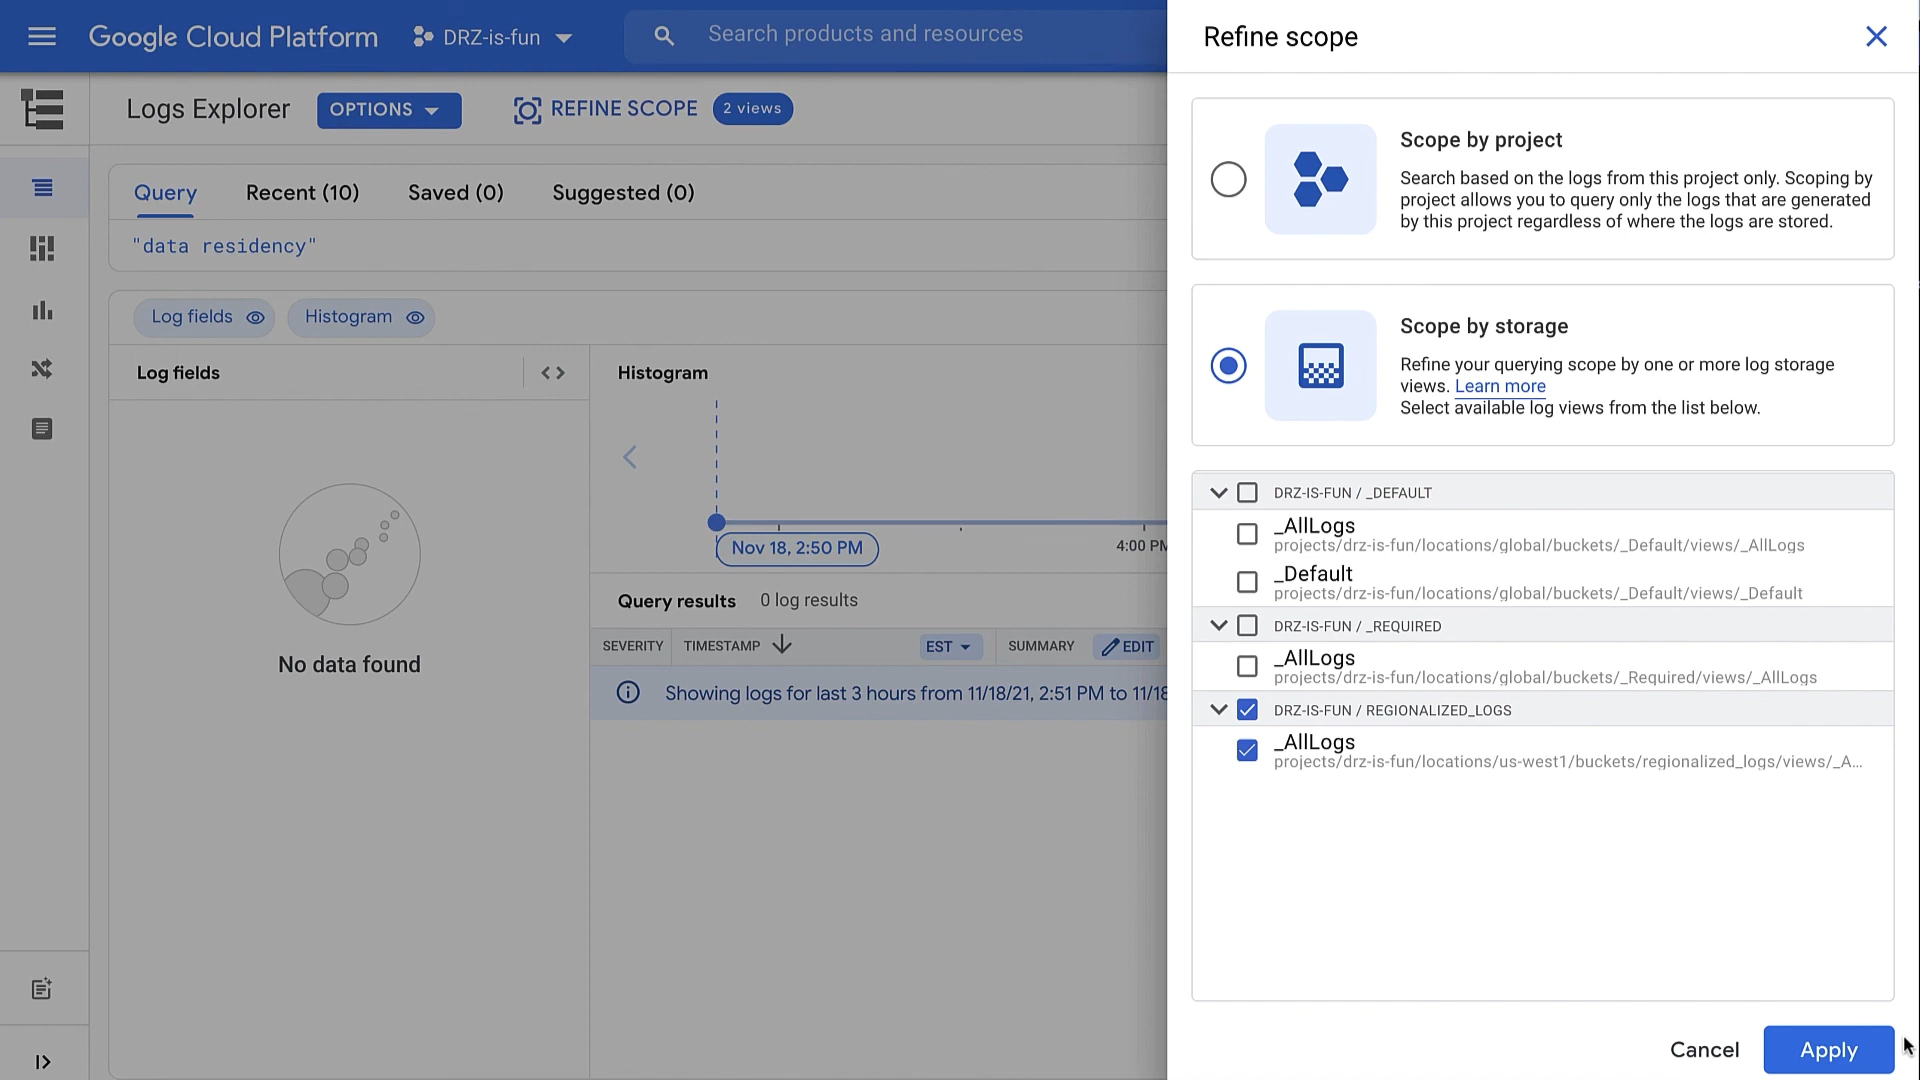 Google Cloud Platform
DRZ-is-fun
Search products and resources
Logs Explorer
OPTIONS
REFINE SCOPE
2 views
Query
Recent (10)
Saved (0)
Suggested (0)
"data residency"
Log fields
Histogram
Log fields
< >
Histogram
Nov 18, 2:50 PM
4:00 PM
No data found
Query results
0 log results
SEVERITY
TIMESTAMP
EST
SUMMARY
EDIT
Showing logs for last 3 hours from 11/18/21, 2:51 PM to 11/18
Refine scope
Scope by project
Search based on the logs from this project only. Scoping by
project allows you to query only the logs that are generated
by this project regardless of where the logs are stored.
Scope by storage
Refine your querying scope by one or more log storage
views. Learn more
Select available log views from the list below.
DRZ-IS-FUN / _DEFAULT
_AllLogs
projects/drz-is-fun/locations/global/buckets/_Default/views/_AllLogs
_Default
projects/drz-is-fun/locations/global/buckets/_Default/views/_Default
DRZ-IS-FUN / _REQUIRED
_AllLogs
projects/drz-is-fun/locations/global/buckets/_Required/views/_AllLogs
DRZ-IS-FUN / REGIONALIZED_LOGS
_AllLogs
projects/drz-is-fun/locations/us-west1/buckets/regionalized_logs/views/_A...
Cancel
Apply